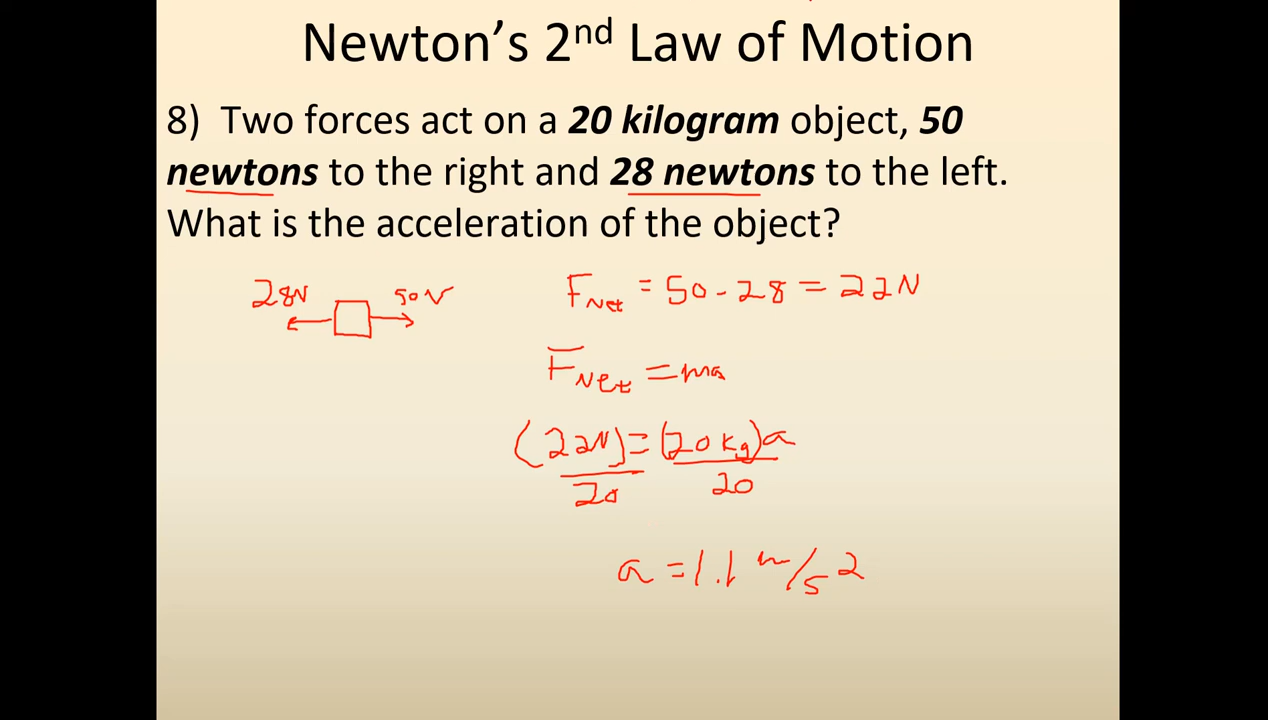 Newton's 2nd Law of Motion
8) Two forces act on a 20 kilogram object, 50
newtons to the right and 28 newtons to the left.
What is the acceleration of the object?
28N 50N
FNet = 50 - 28 = 22N
FNet = ma
(22N) = (20 kg)a
20 20
a = 1.1 m/s2